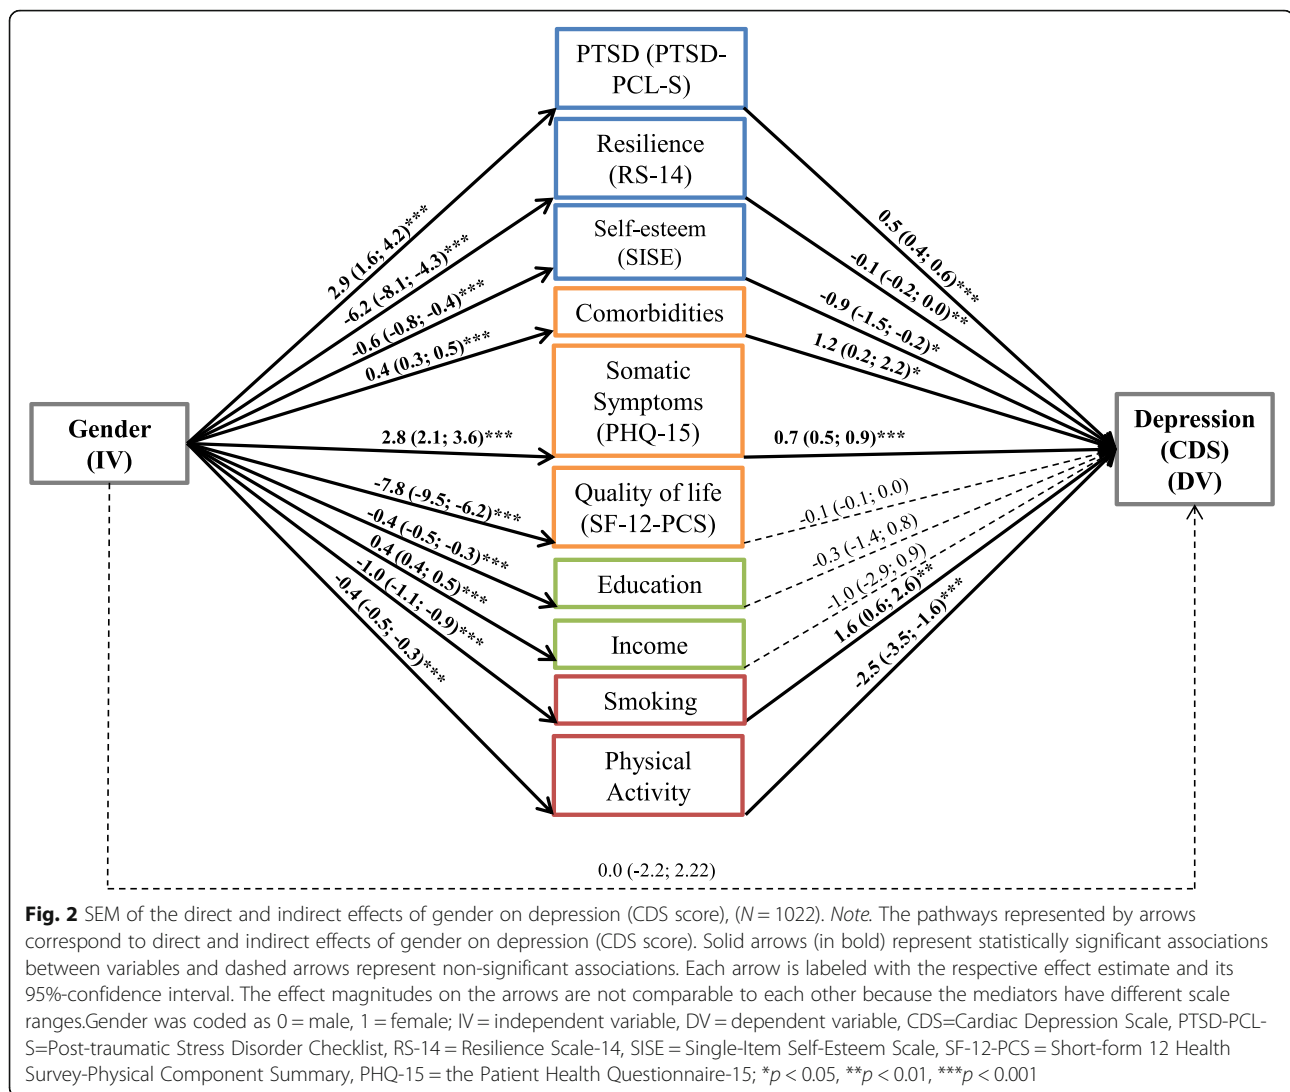 PTSD (PTSD-
PCL-S)
Resilience
(RS-14)
Self-esteem
(SISE)
Comorbidities
Somatic
Symptoms
(PHQ-15)
Quality of life
(SF-12-PCS)
Education
Income
Smoking
Physical
Activity
Gender
(IV)
Depression
(CDS)
(DV)
2.9 (1.6; 4.2)***
-6.2 (-8.1; -4.3)***
-0.6 (-0.8; -0.4)***
0.4 (0.3; 0.5)***
2.8 (2.1; 3.6)***
-7.8 (-9.5; -6.2)***
-0.4 (-0.5; -0.3)***
0.4 (0.4; 0.5)***
-1.0 (-1.1; -0.9)***
-0.4 (-0.5; -0.3)***
0.5 (0.4; 0.6)***
-0.1 (-0.2; 0.0)**
-0.9 (-1.5; -0.2)*
1.2 (0.2; 2.2)*
0.7 (0.5; 0.9)***
-0.1 (-0.1; 0.0)
-0.3 (-1.4; 0.8)
-1.0 (-2.9; 0.9)
1.6 (0.6; 2.6)**
-2.5 (-3.5; -1.6)***
0.0 (-2.2; 2.22)
Fig. 2 SEM of the direct and indirect effects of gender on depression (CDS score), (N = 1022). Note. The pathways represented by arrows
correspond to direct and indirect effects of gender on depression (CDS score). Solid arrows (in bold) represent statistically significant associations
between variables and dashed arrows represent non-significant associations. Each arrow is labeled with the respective effect estimate and its
95%-confidence interval. The effect magnitudes on the arrows are not comparable to each other because the mediators have different scale
ranges.Gender was coded as 0 = male, 1 = female; IV = independent variable, DV = dependent variable, CDS=Cardiac Depression Scale, PTSD-PCL-
S=Post-traumatic Stress Disorder Checklist, RS-14 = Resilience Scale-14, SISE = Single-Item Self-Esteem Scale, SF-12-PCS = Short-form 12 Health
Survey-Physical Component Summary, PHQ-15 = the Patient Health Questionnaire-15; *p < 0.05, **p < 0.01, ***p < 0.001